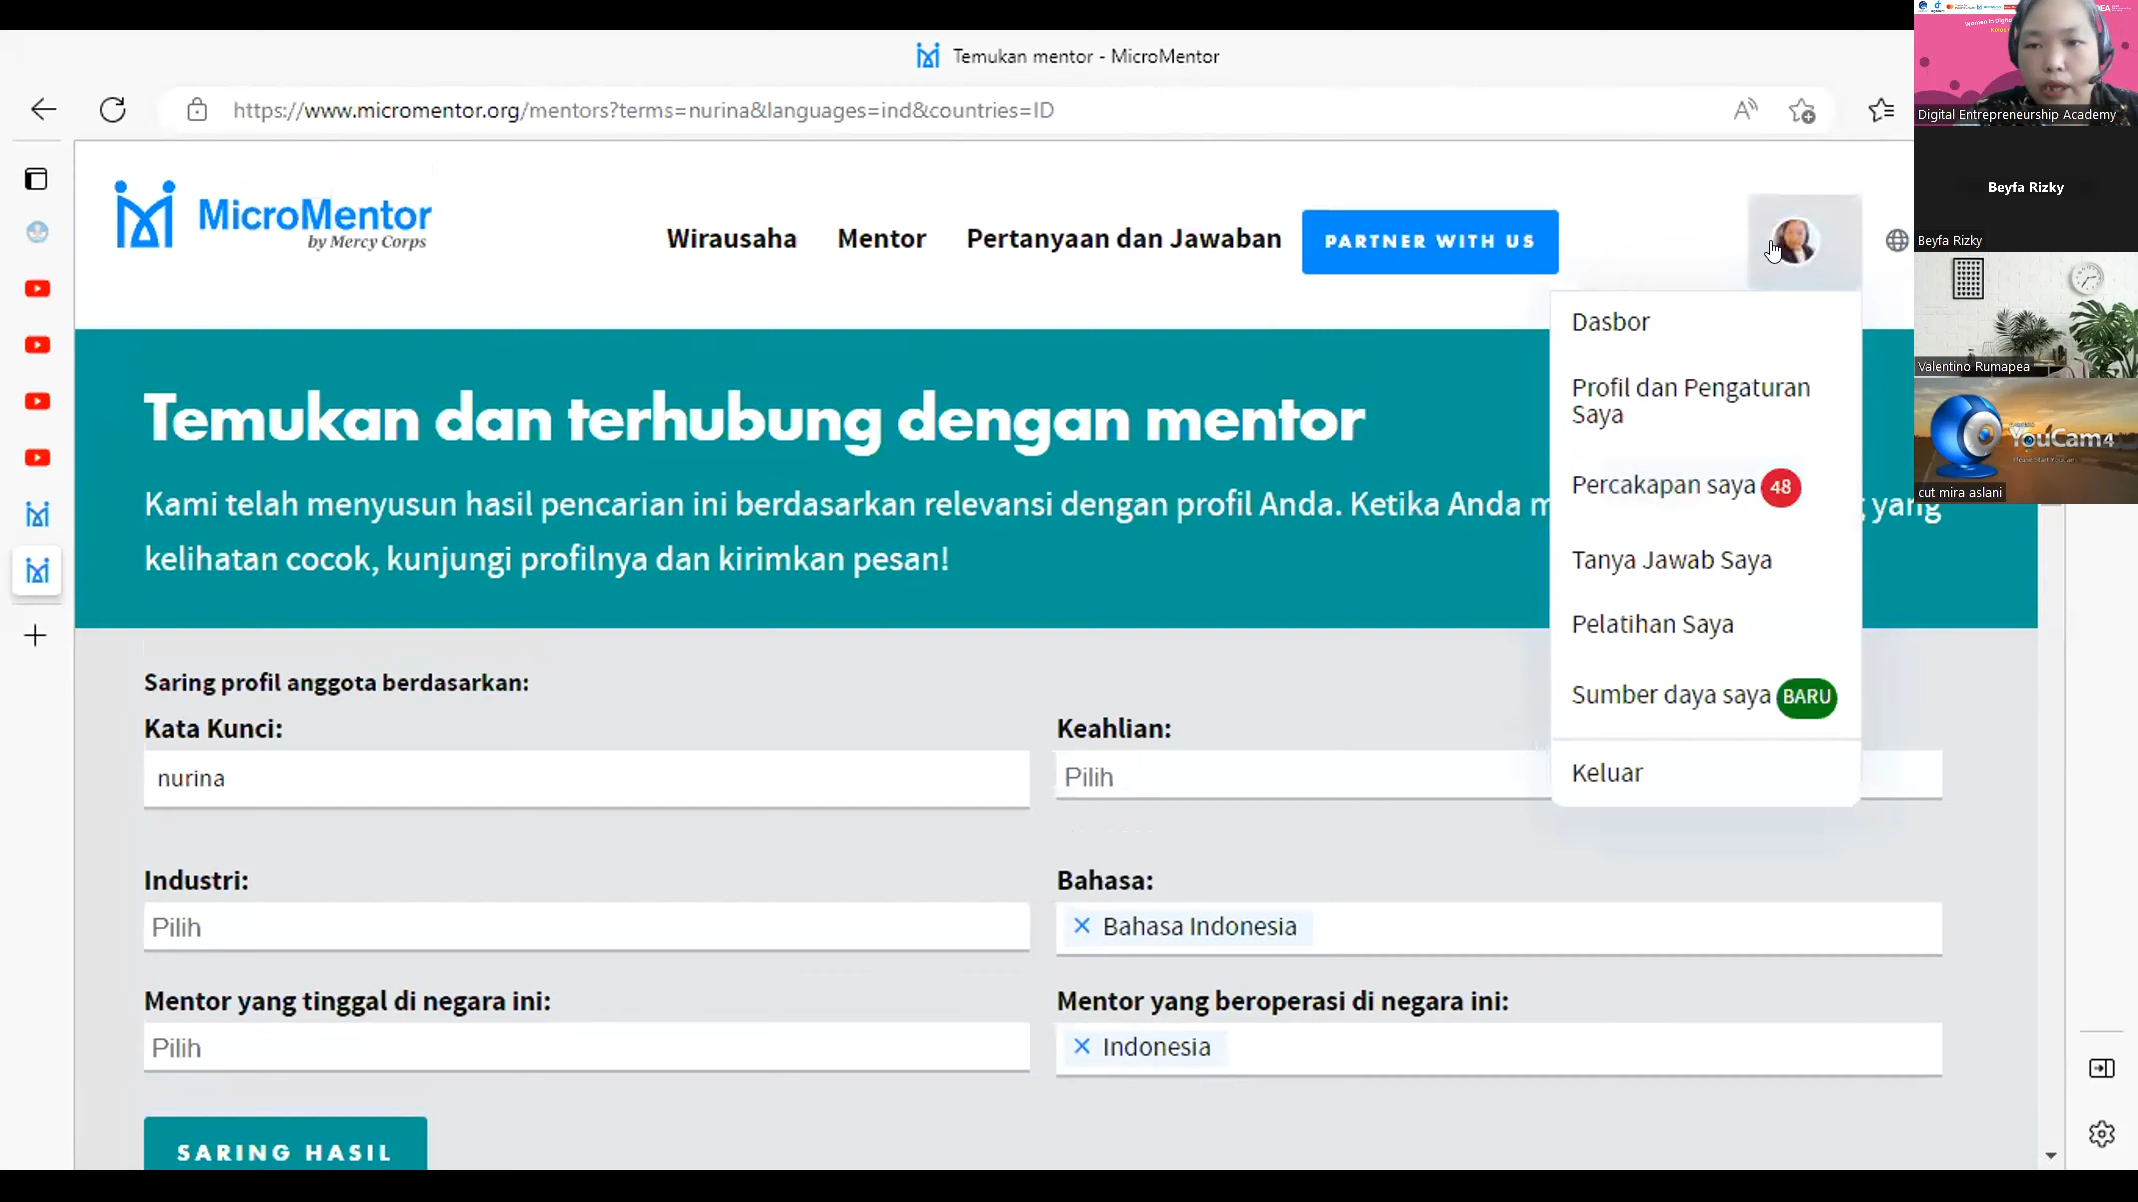 Temukan mentor - MicroMentor
https://www.micromentor.org/mentors?terms=nurina&languages=ind&countries=ID
MicroMentor
by Mercy Corps
Wirausaha
Mentor
Pertanyaan dan Jawaban
PARTNER WITH US
Dasbor
Profil dan Pengaturan
Saya
Percakapan saya 48
Tanya Jawab Saya
Pelatihan Saya
Sumber daya saya BARU
Keluar
Temukan dan terhubung dengan mentor
Kami telah menyusun hasil pencarian ini berdasarkan relevansi dengan profil Anda. Ketika Anda m
yang
kelihatan cocok, kunjungi profilnya dan kirimkan pesan!
Saring profil anggota berdasarkan:
Kata Kunci:
nurina
Keahlian:
Pilih
Industri:
Pilih
Bahasa:
Bahasa Indonesia
Mentor yang tinggal di negara ini:
Pilih
Mentor yang beroperasi di negara ini:
Indonesia
SARING HASIL
Digital Entrepreneurship Academy
Beyfa Rizky
Beyfa Rizky
Valentino Rumapea
YouCam4
cut mira aslani